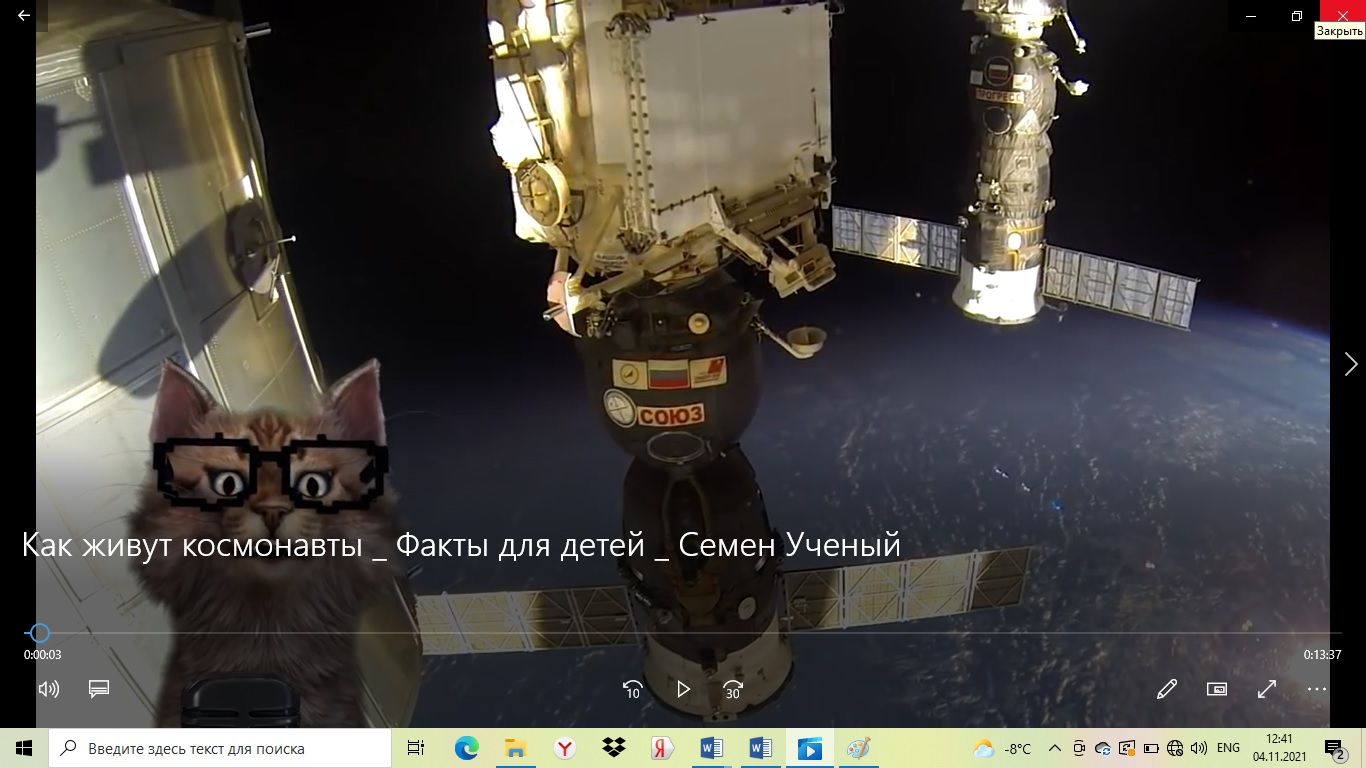 Закрыть
ПРОГРЕСС
СОЮЗ
Как живут космонавты _ Факты для детей _ Семен Ученый
0:00:03
0:13:37
10
30
Введите здесь текст для поиска
-8°C
ENG
12:41
04.11.2021
2